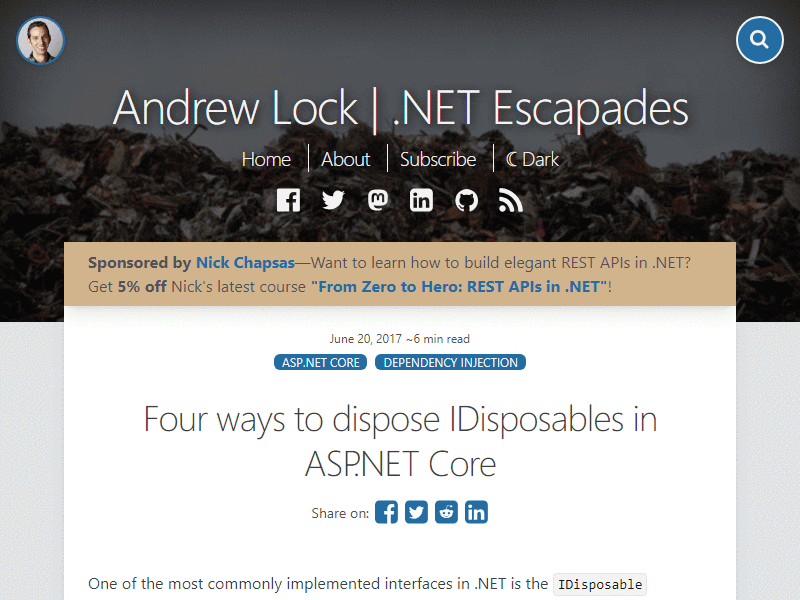 Andrew Lock | .NET Escapades
Home
About
Subscribe
☾Dark
Sponsored by Nick Chapsas—Want to learn how to build elegant REST APIs in .NET?
Get 5% off Nick's latest course "From Zero to Hero: REST APIs in .NET"!
June 20, 2017 ~6 min read
ASP.NET CORE
DEPENDENCY INJECTION
Four ways to dispose IDisposables in
ASP.NET Core
Share on:
One of the most commonly implemented interfaces in .NET is the IDisposable